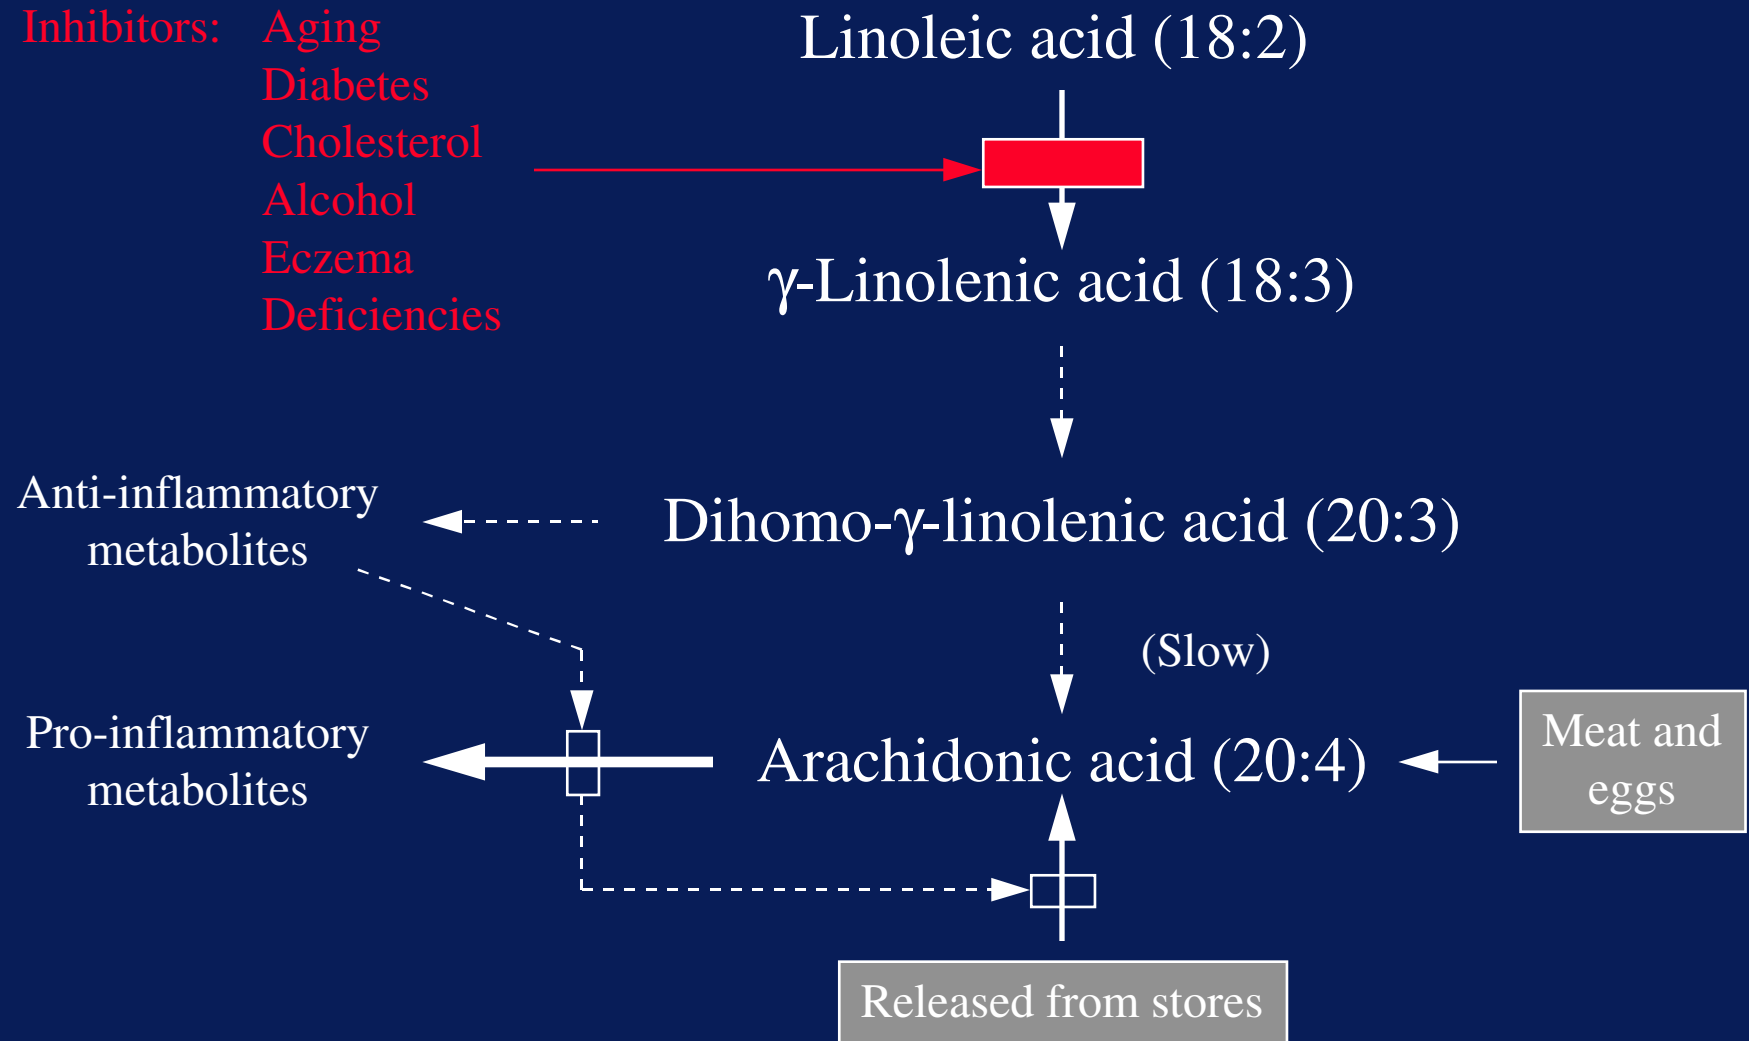 Inhibitors: Aging
Diabetes
Cholesterol
Alcohol
Eczema
Deficiencies
Linoleic acid (18:2)
γ-Linolenic acid (18:3)
Anti-inflammatory
metabolites
Dihomo-γ-linolenic acid (20:3)
(Slow)
Pro-inflammatory
metabolites
Arachidonic acid (20:4)
Meat and
eggs
Released from stores